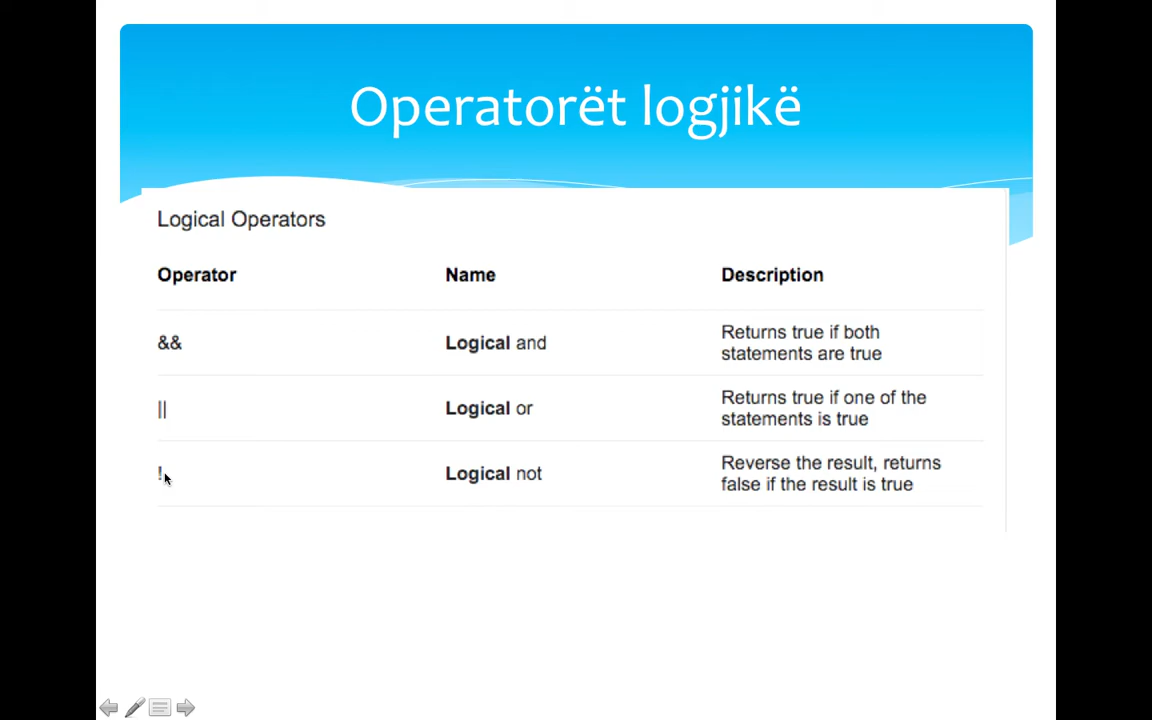 Operatorët logjikë
Logical Operators
Operator Name Description
&& Logical and Returns true if both
statements are true
|| Logical or Returns true if one of the
statements is true
! Logical not Reverse the result, returns
false if the result is true